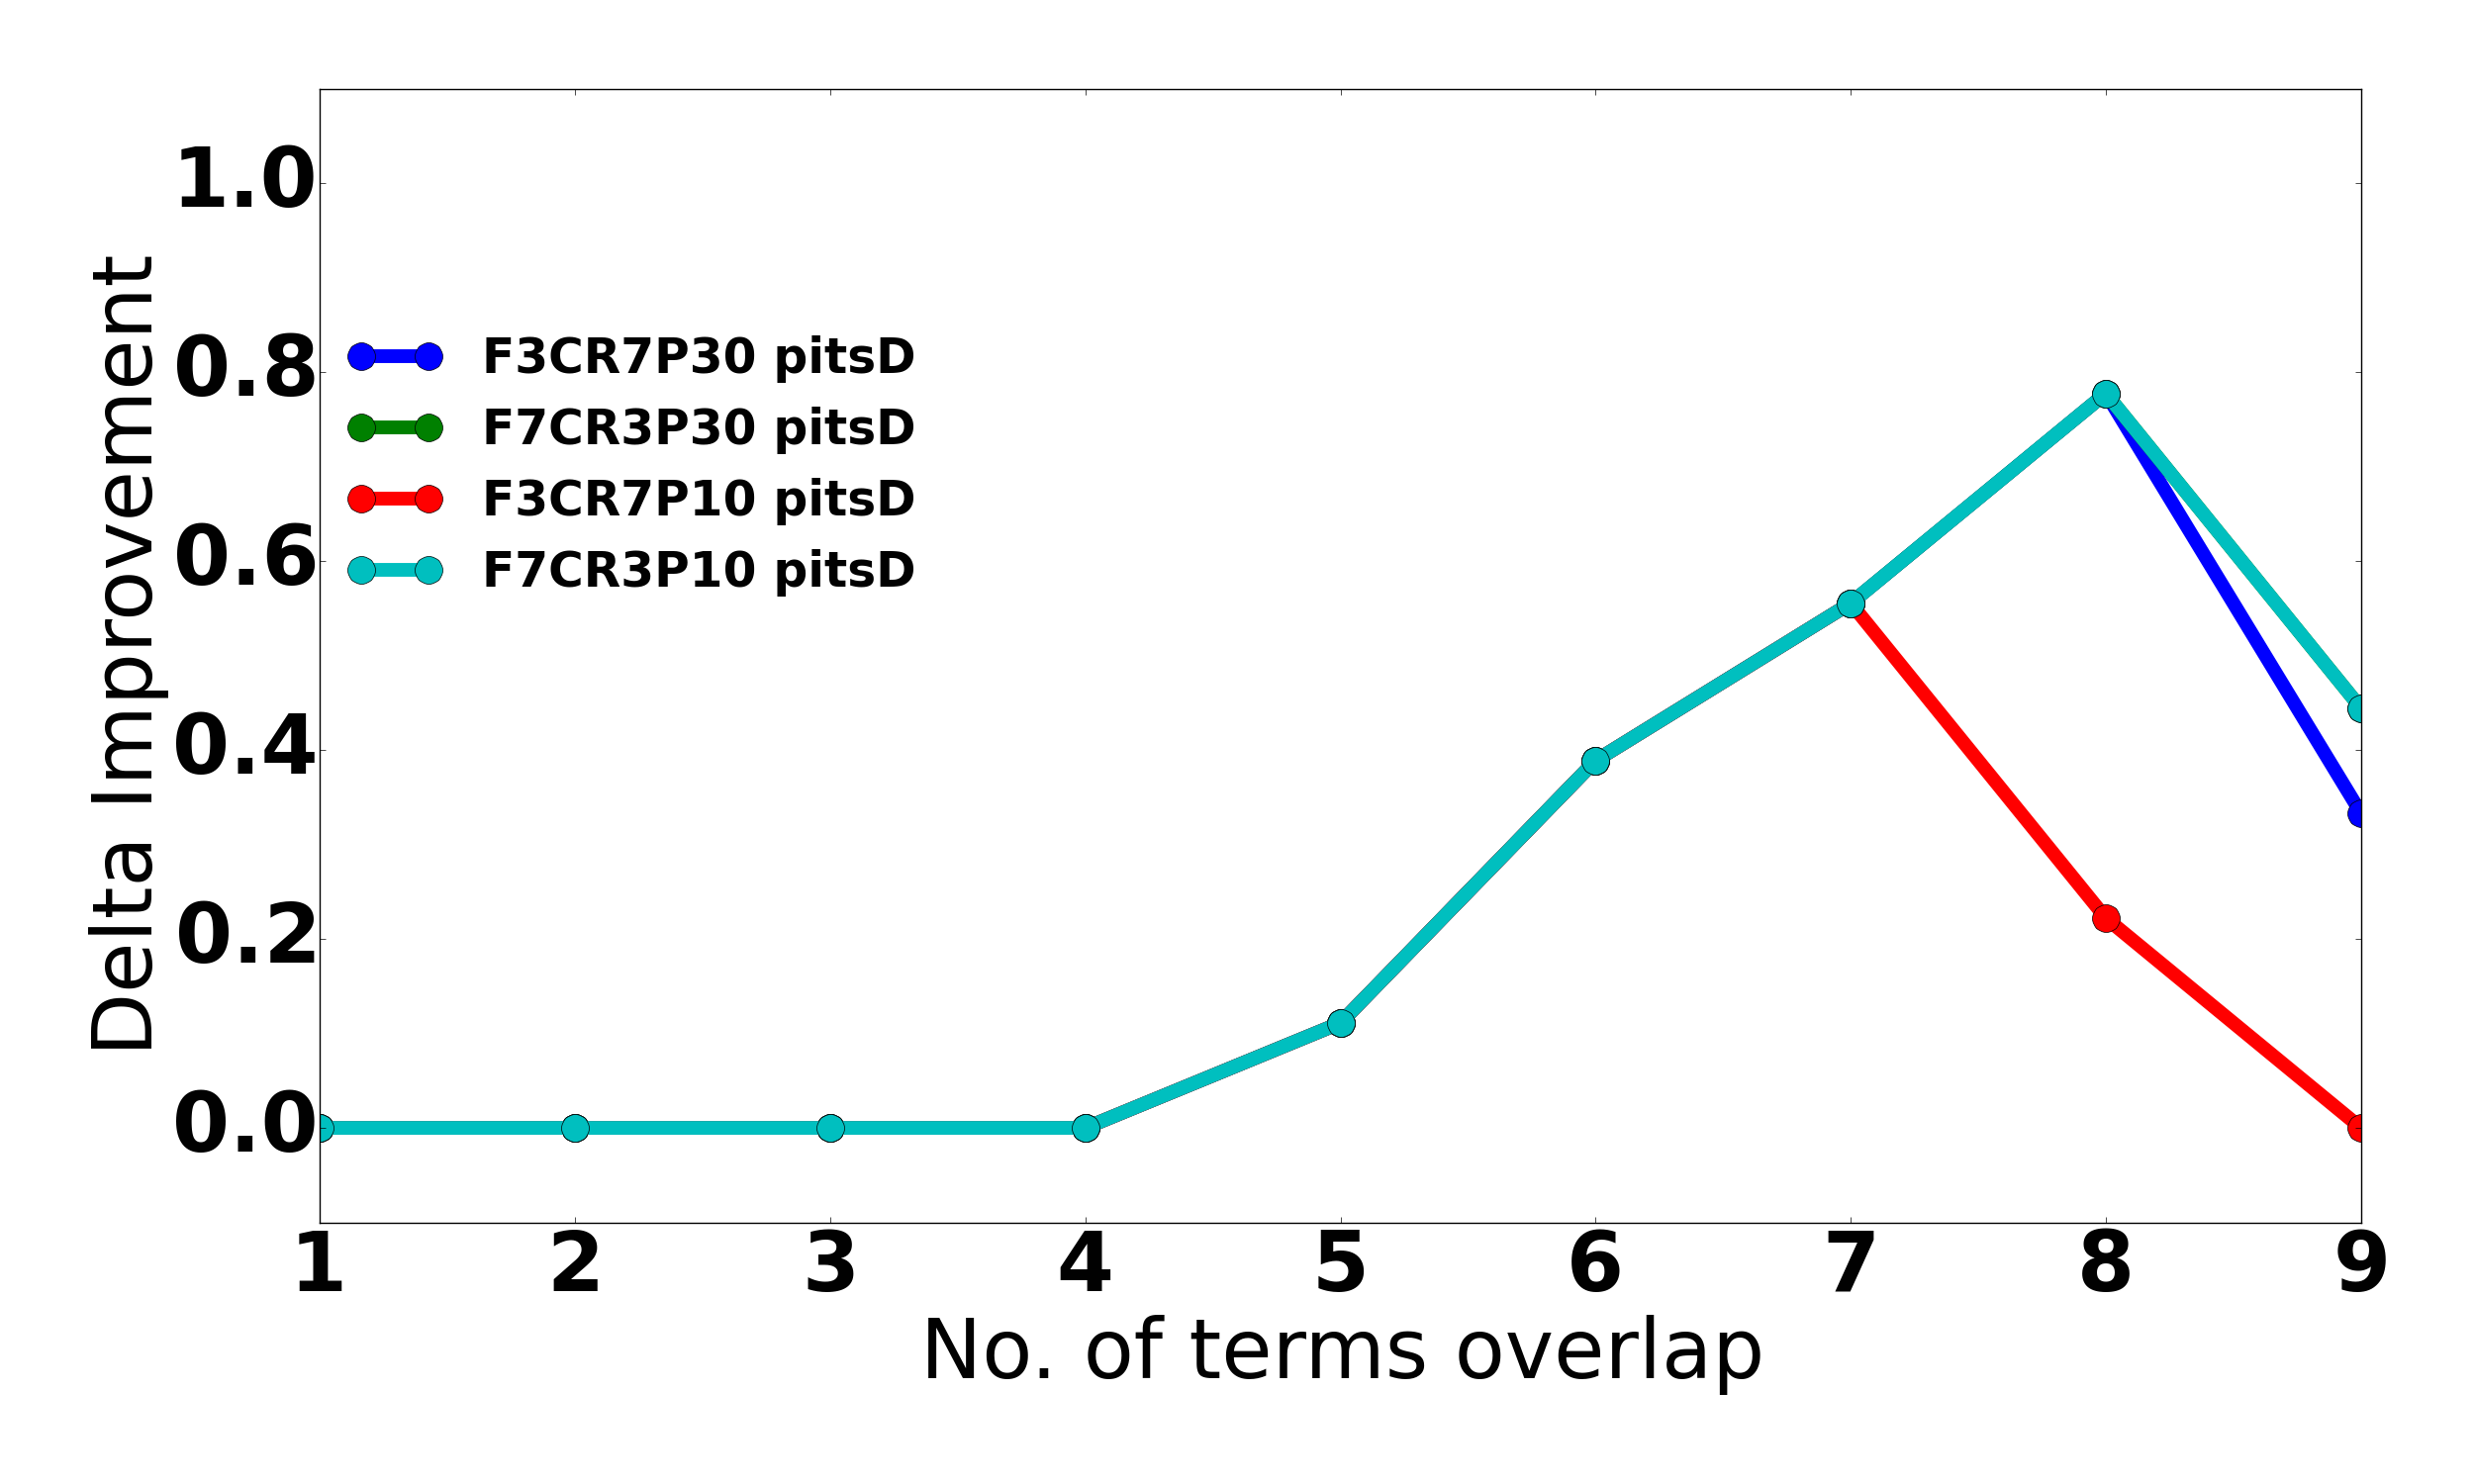 1.0
0.8
0.6
0.4
0.2
0.0
Delta Improvement
F3CR7P30 pitsD
F7CR3P30 pitsD
F3CR7P10 pitsD
F7CR3P10 pitsD
1 2 3 4 5 6 7 8 9
No. of terms overlap